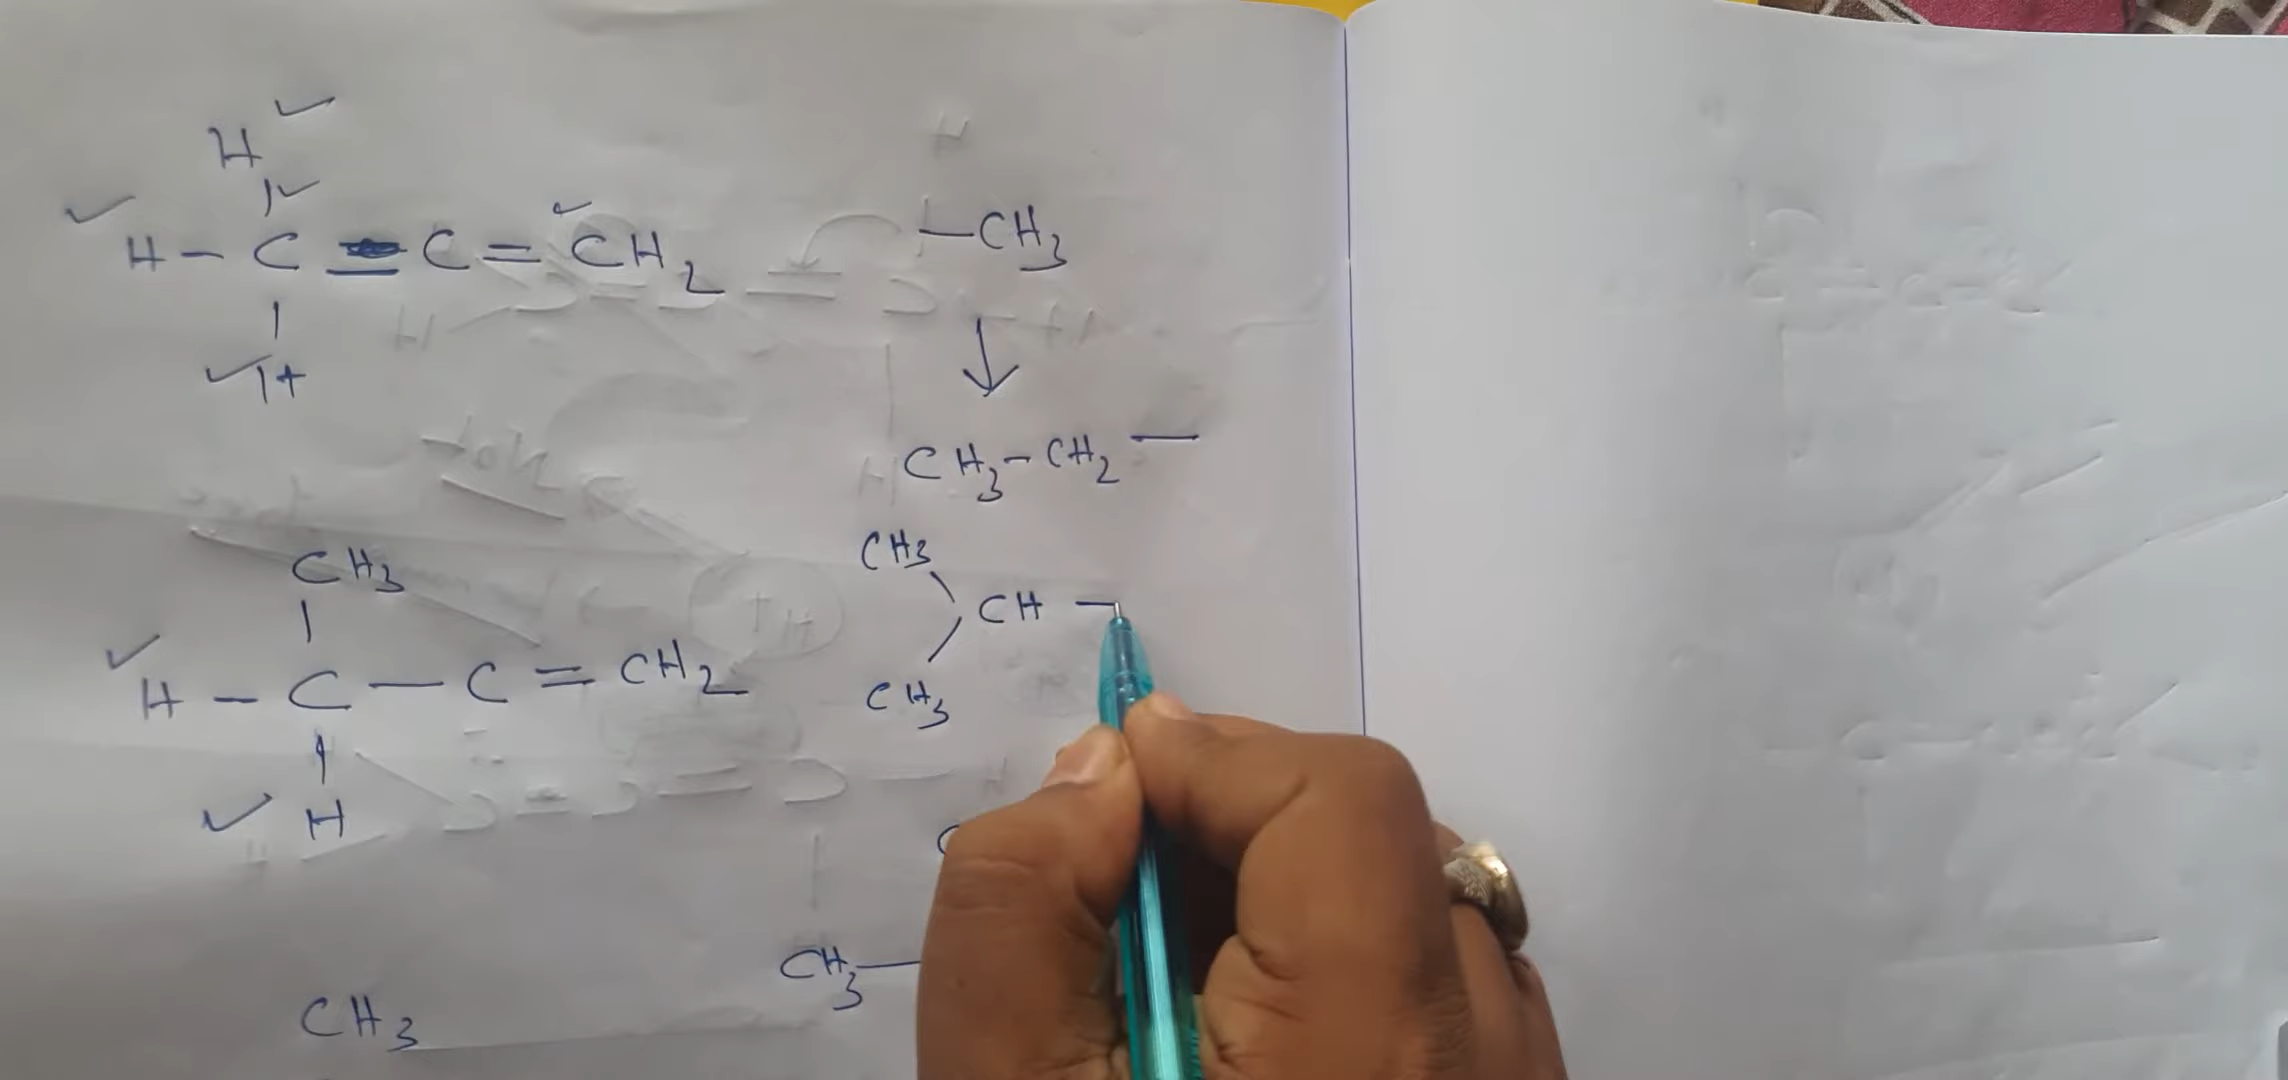 H
H - C = C = CH2
H
-CH3
CH3 - CH2 -
CH3
CH -
CH3
CH3
H - C - C = CH2
H
CH3 -
CH3